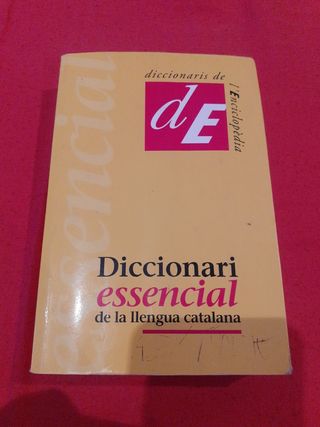 essencial
diccionaris de
l'Enciclopèdia
dE
Diccionari
essencial
de la llengua catalana